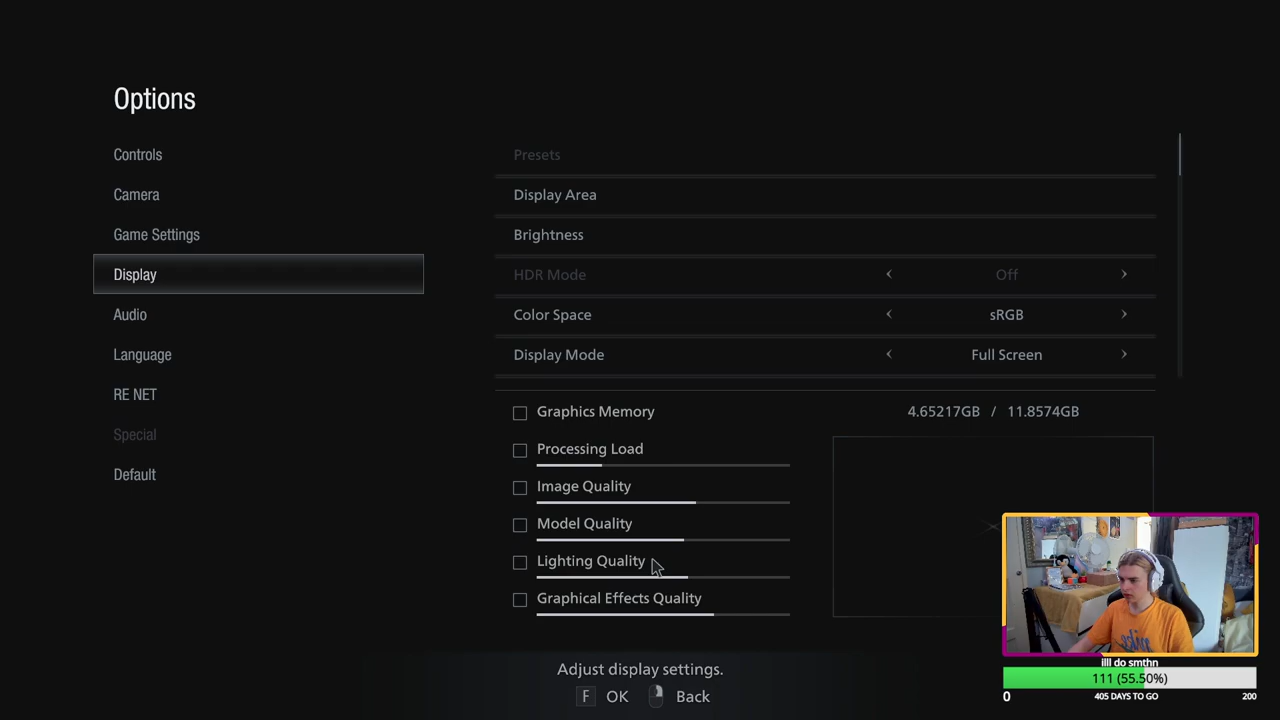 Options
Controls
Camera
Game Settings
Display
Audio
Language
RE NET
Special
Default
Presets
Display Area
Brightness
HDR Mode Off
Color Space sRGB
Display Mode Full Screen
Graphics Memory 4.65217GB / 11.8574GB
Processing Load
Image Quality
Model Quality
Lighting Quality
Graphical Effects Quality
Adjust display settings.
F OK Back
illl do smthn
111 (55.50%)
0 405 DAYS TO GO 200